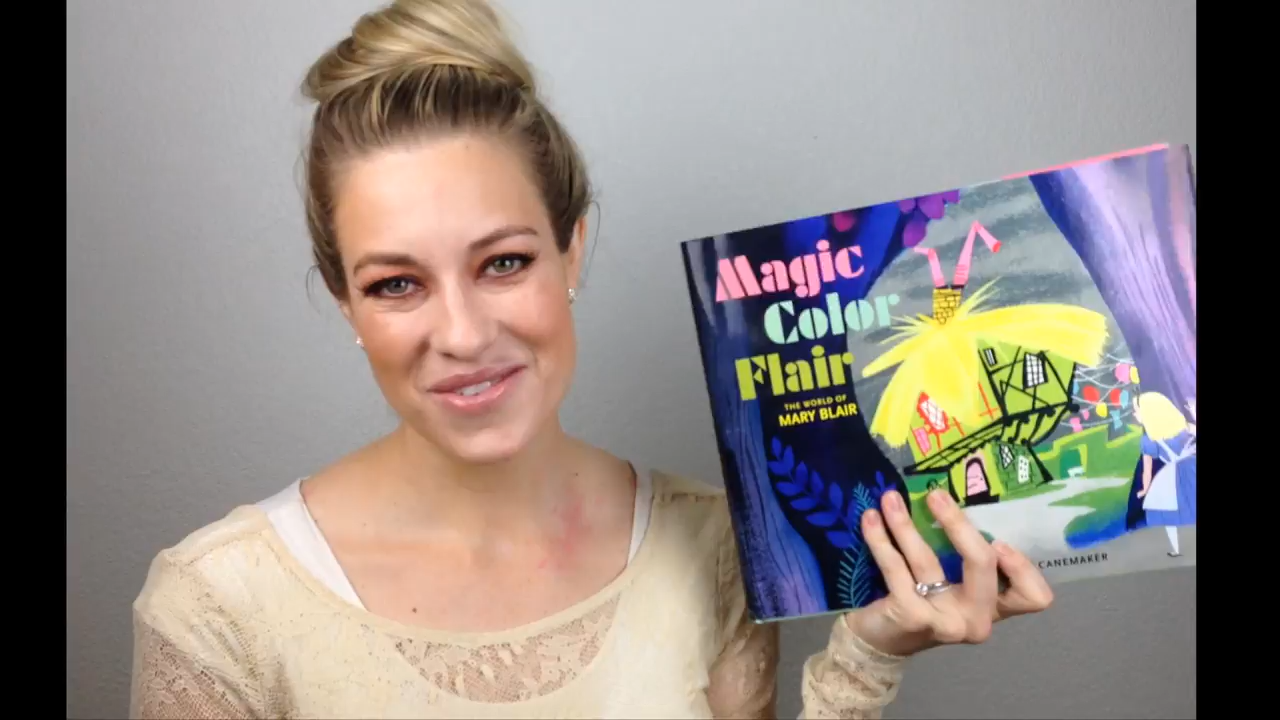 Magic
Color
Flair
THE WORLD OF
MARY BLAIR
CANEMAKER